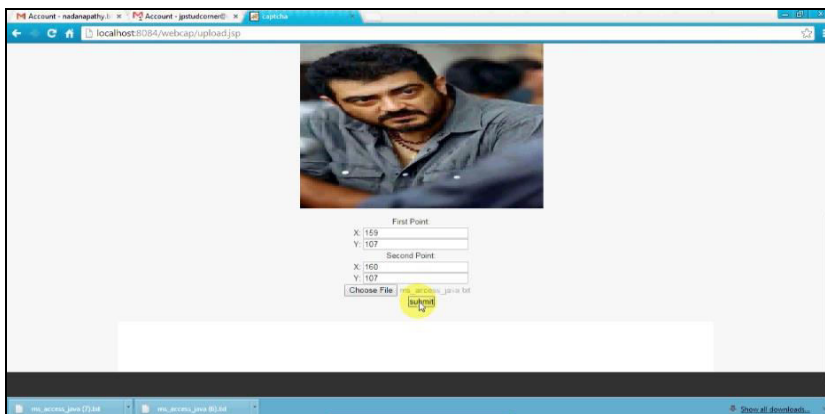 Account - nadanapathy.b × Account - jpstudcorner@ × captcha
localhost:8084/webcap/upload.jsp
First Point:
X: 159
Y: 107
Second Point:
X: 160
Y: 107
Choose File ms_access_java.txt
submit
ms_access_java (7).txt ms_access_java (6).txt Show all downloads...